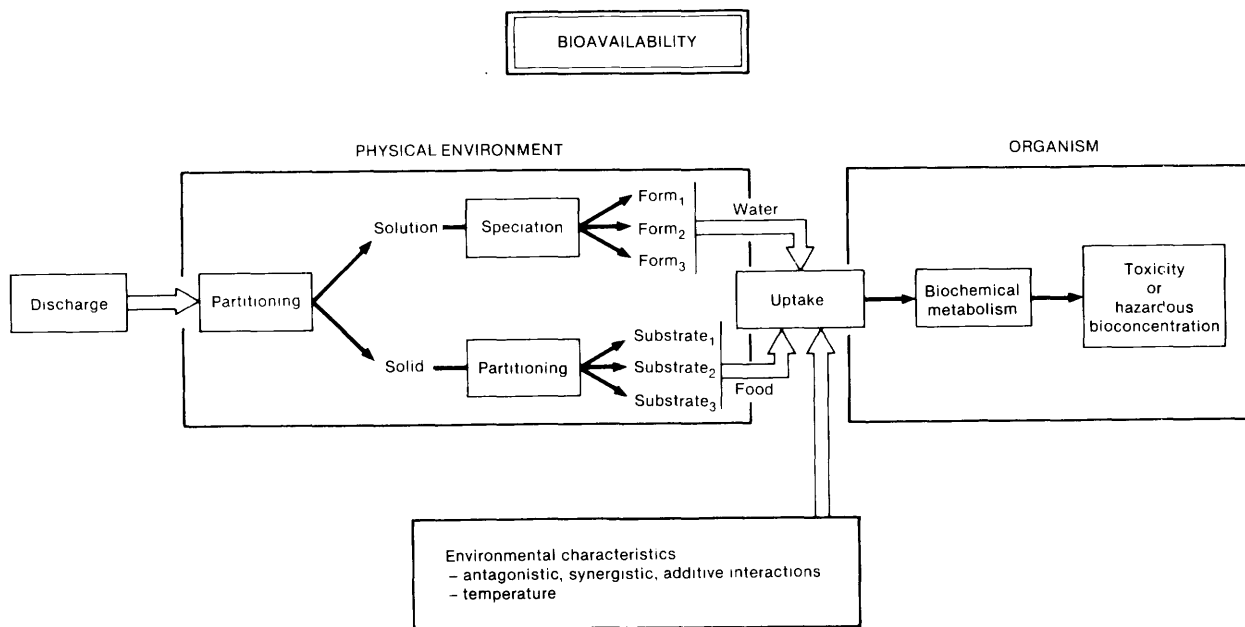 BIOAVAILABILITY
PHYSICAL ENVIRONMENT
ORGANISM
Discharge
Partitioning
Solution
Speciation
Form₁
Form₂
Form₃
Water
Solid
Partitioning
Substrate₁
Substrate₂
Substrate₃
Food
Uptake
Biochemical
metabolism
Toxicity
or
hazardous
bioconcentration
Environmental characteristics
– antagonistic, synergistic, additive interactions
– temperature